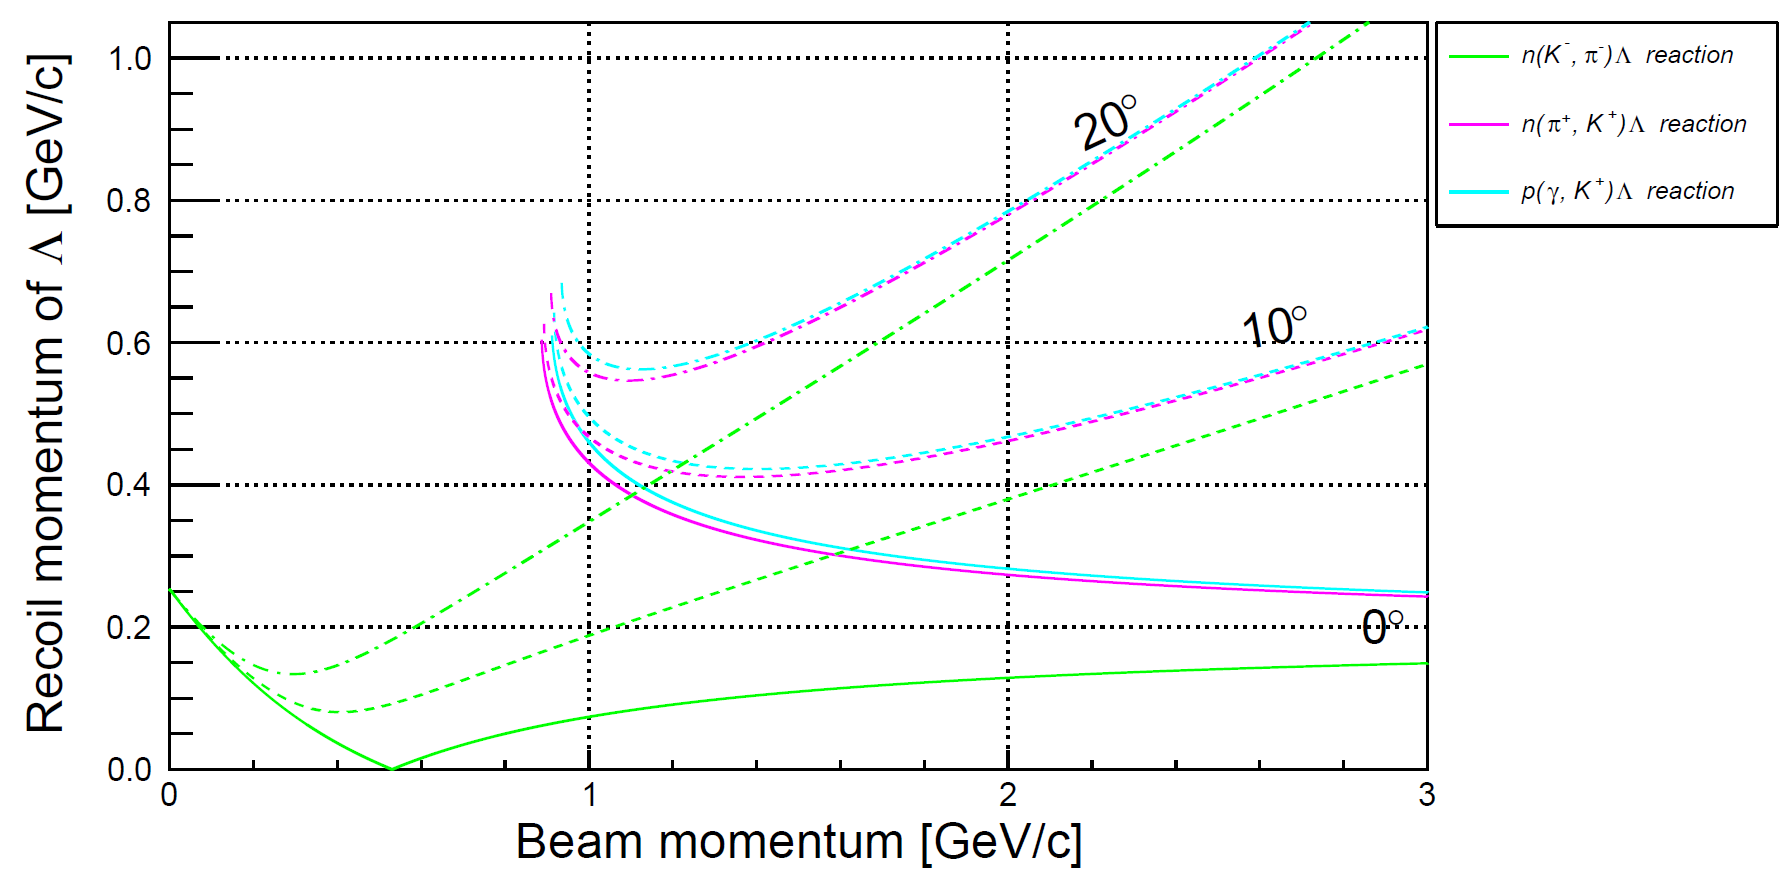 Recoil momentum of Λ [GeV/c]
1.0
0.8
0.6
0.4
0.2
0.0
0
1
2
3
Beam momentum [GeV/c]
20°
10°
0°
n(K⁻, π⁻)Λ reaction
n(π⁺, K⁺)Λ reaction
p(γ, K⁺)Λ reaction